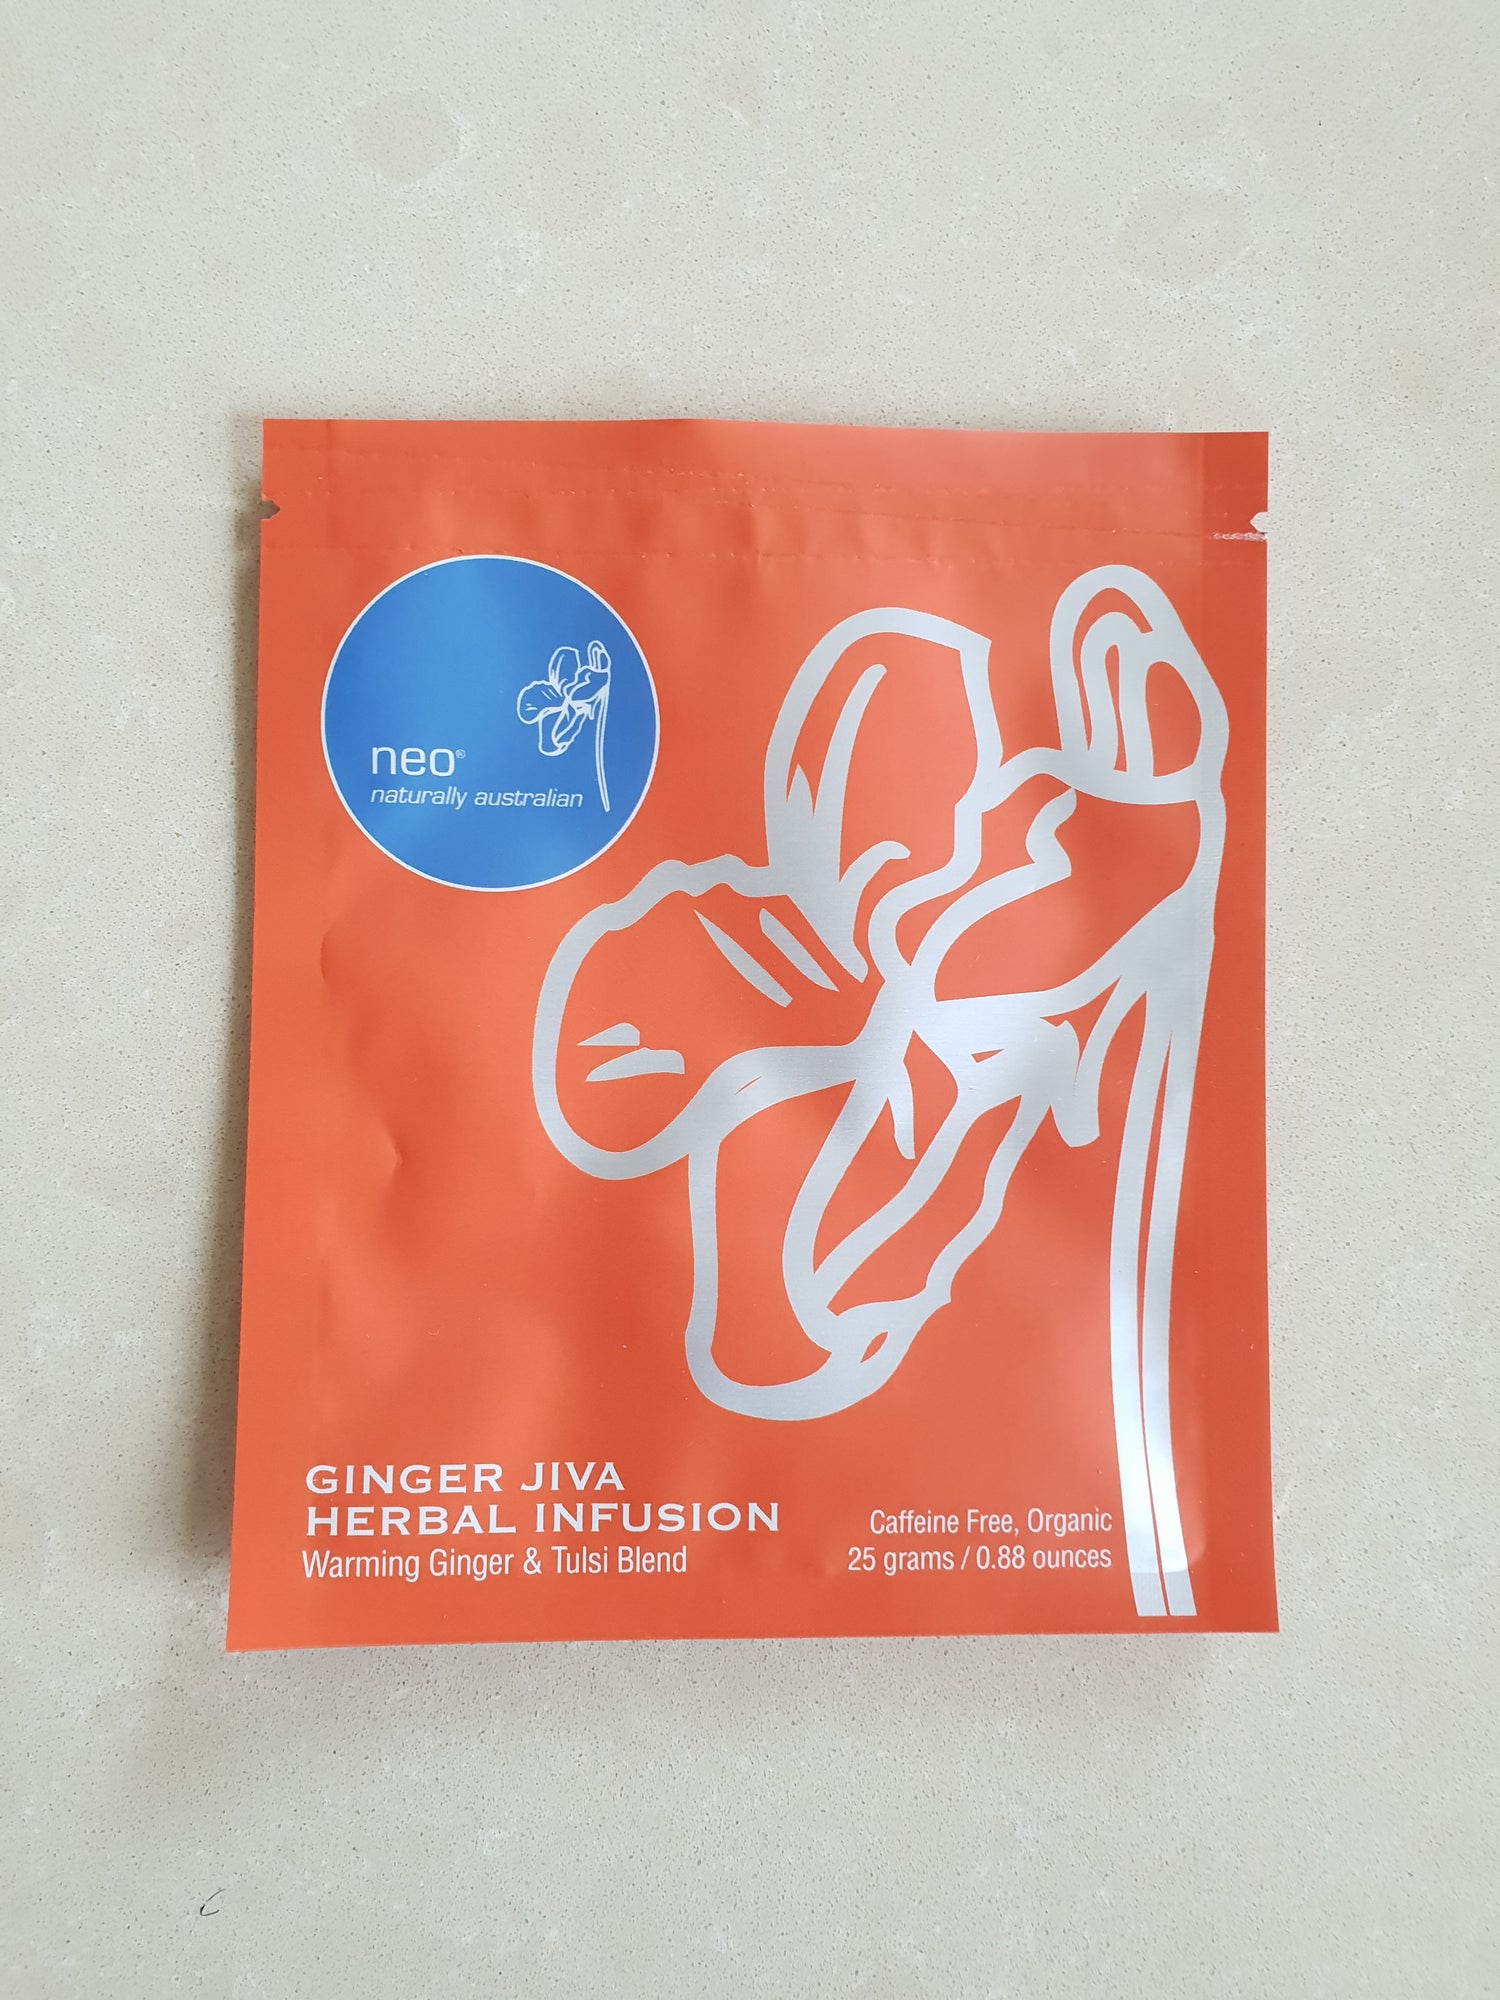 neo®
naturally australian
GINGER JIVA
HERBAL INFUSION
Warming Ginger & Tulsi Blend
Caffeine Free, Organic
25 grams / 0.88 ounces